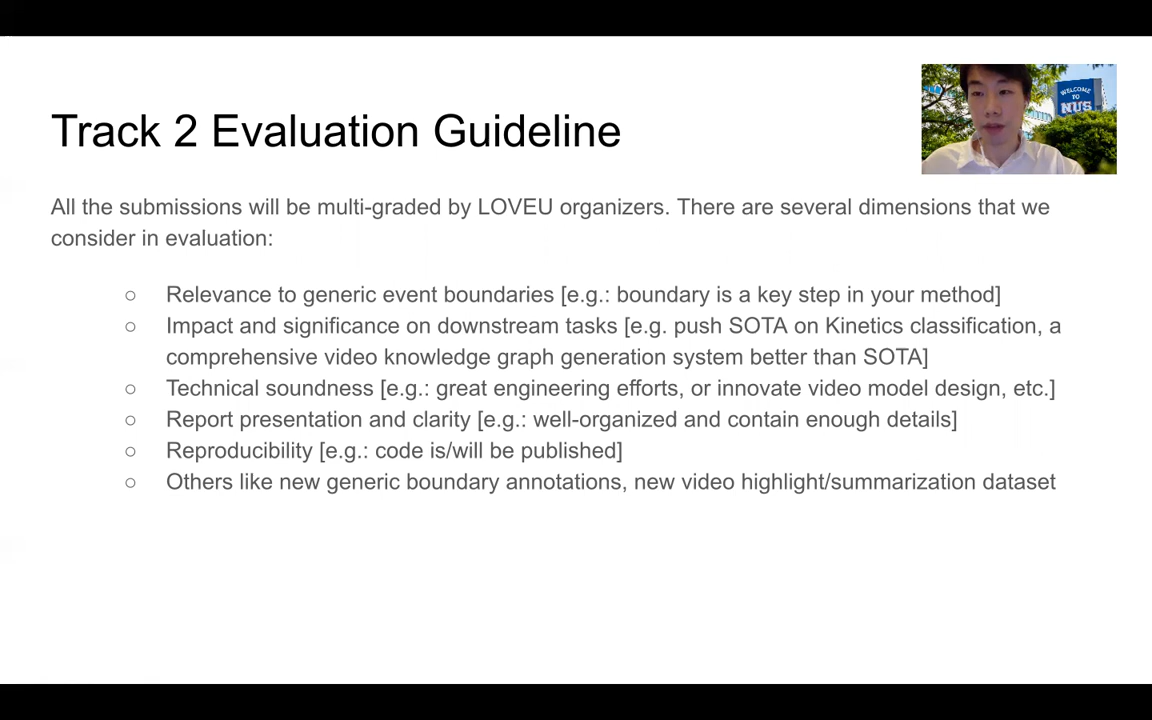 WELCOME
TO
NUS
Track 2 Evaluation Guideline
All the submissions will be multi-graded by LOVEU organizers. There are several dimensions that we
consider in evaluation:
○ Relevance to generic event boundaries [e.g.: boundary is a key step in your method]
○ Impact and significance on downstream tasks [e.g. push SOTA on Kinetics classification, a
comprehensive video knowledge graph generation system better than SOTA]
○ Technical soundness [e.g.: great engineering efforts, or innovate video model design, etc.]
○ Report presentation and clarity [e.g.: well-organized and contain enough details]
○ Reproducibility [e.g.: code is/will be published]
○ Others like new generic boundary annotations, new video highlight/summarization dataset